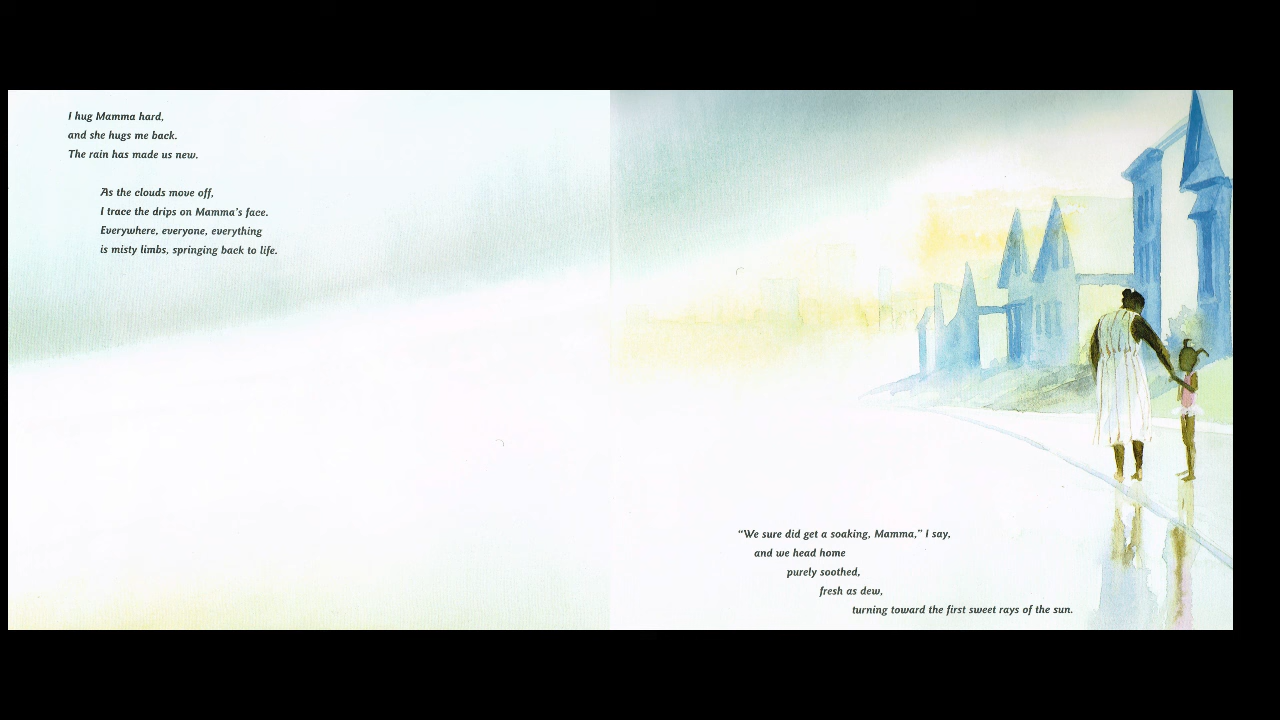 I hug Mamma hard,
and she hugs me back.
The rain has made us new.
As the clouds move off,
I trace the drips on Mamma's face.
Everywhere, everyone, everything
is misty limbs, springing back to life.
“We sure did get a soaking, Mamma,” I say,
and we head home
purely soothed,
fresh as dew,
turning toward the first sweet rays of the sun.